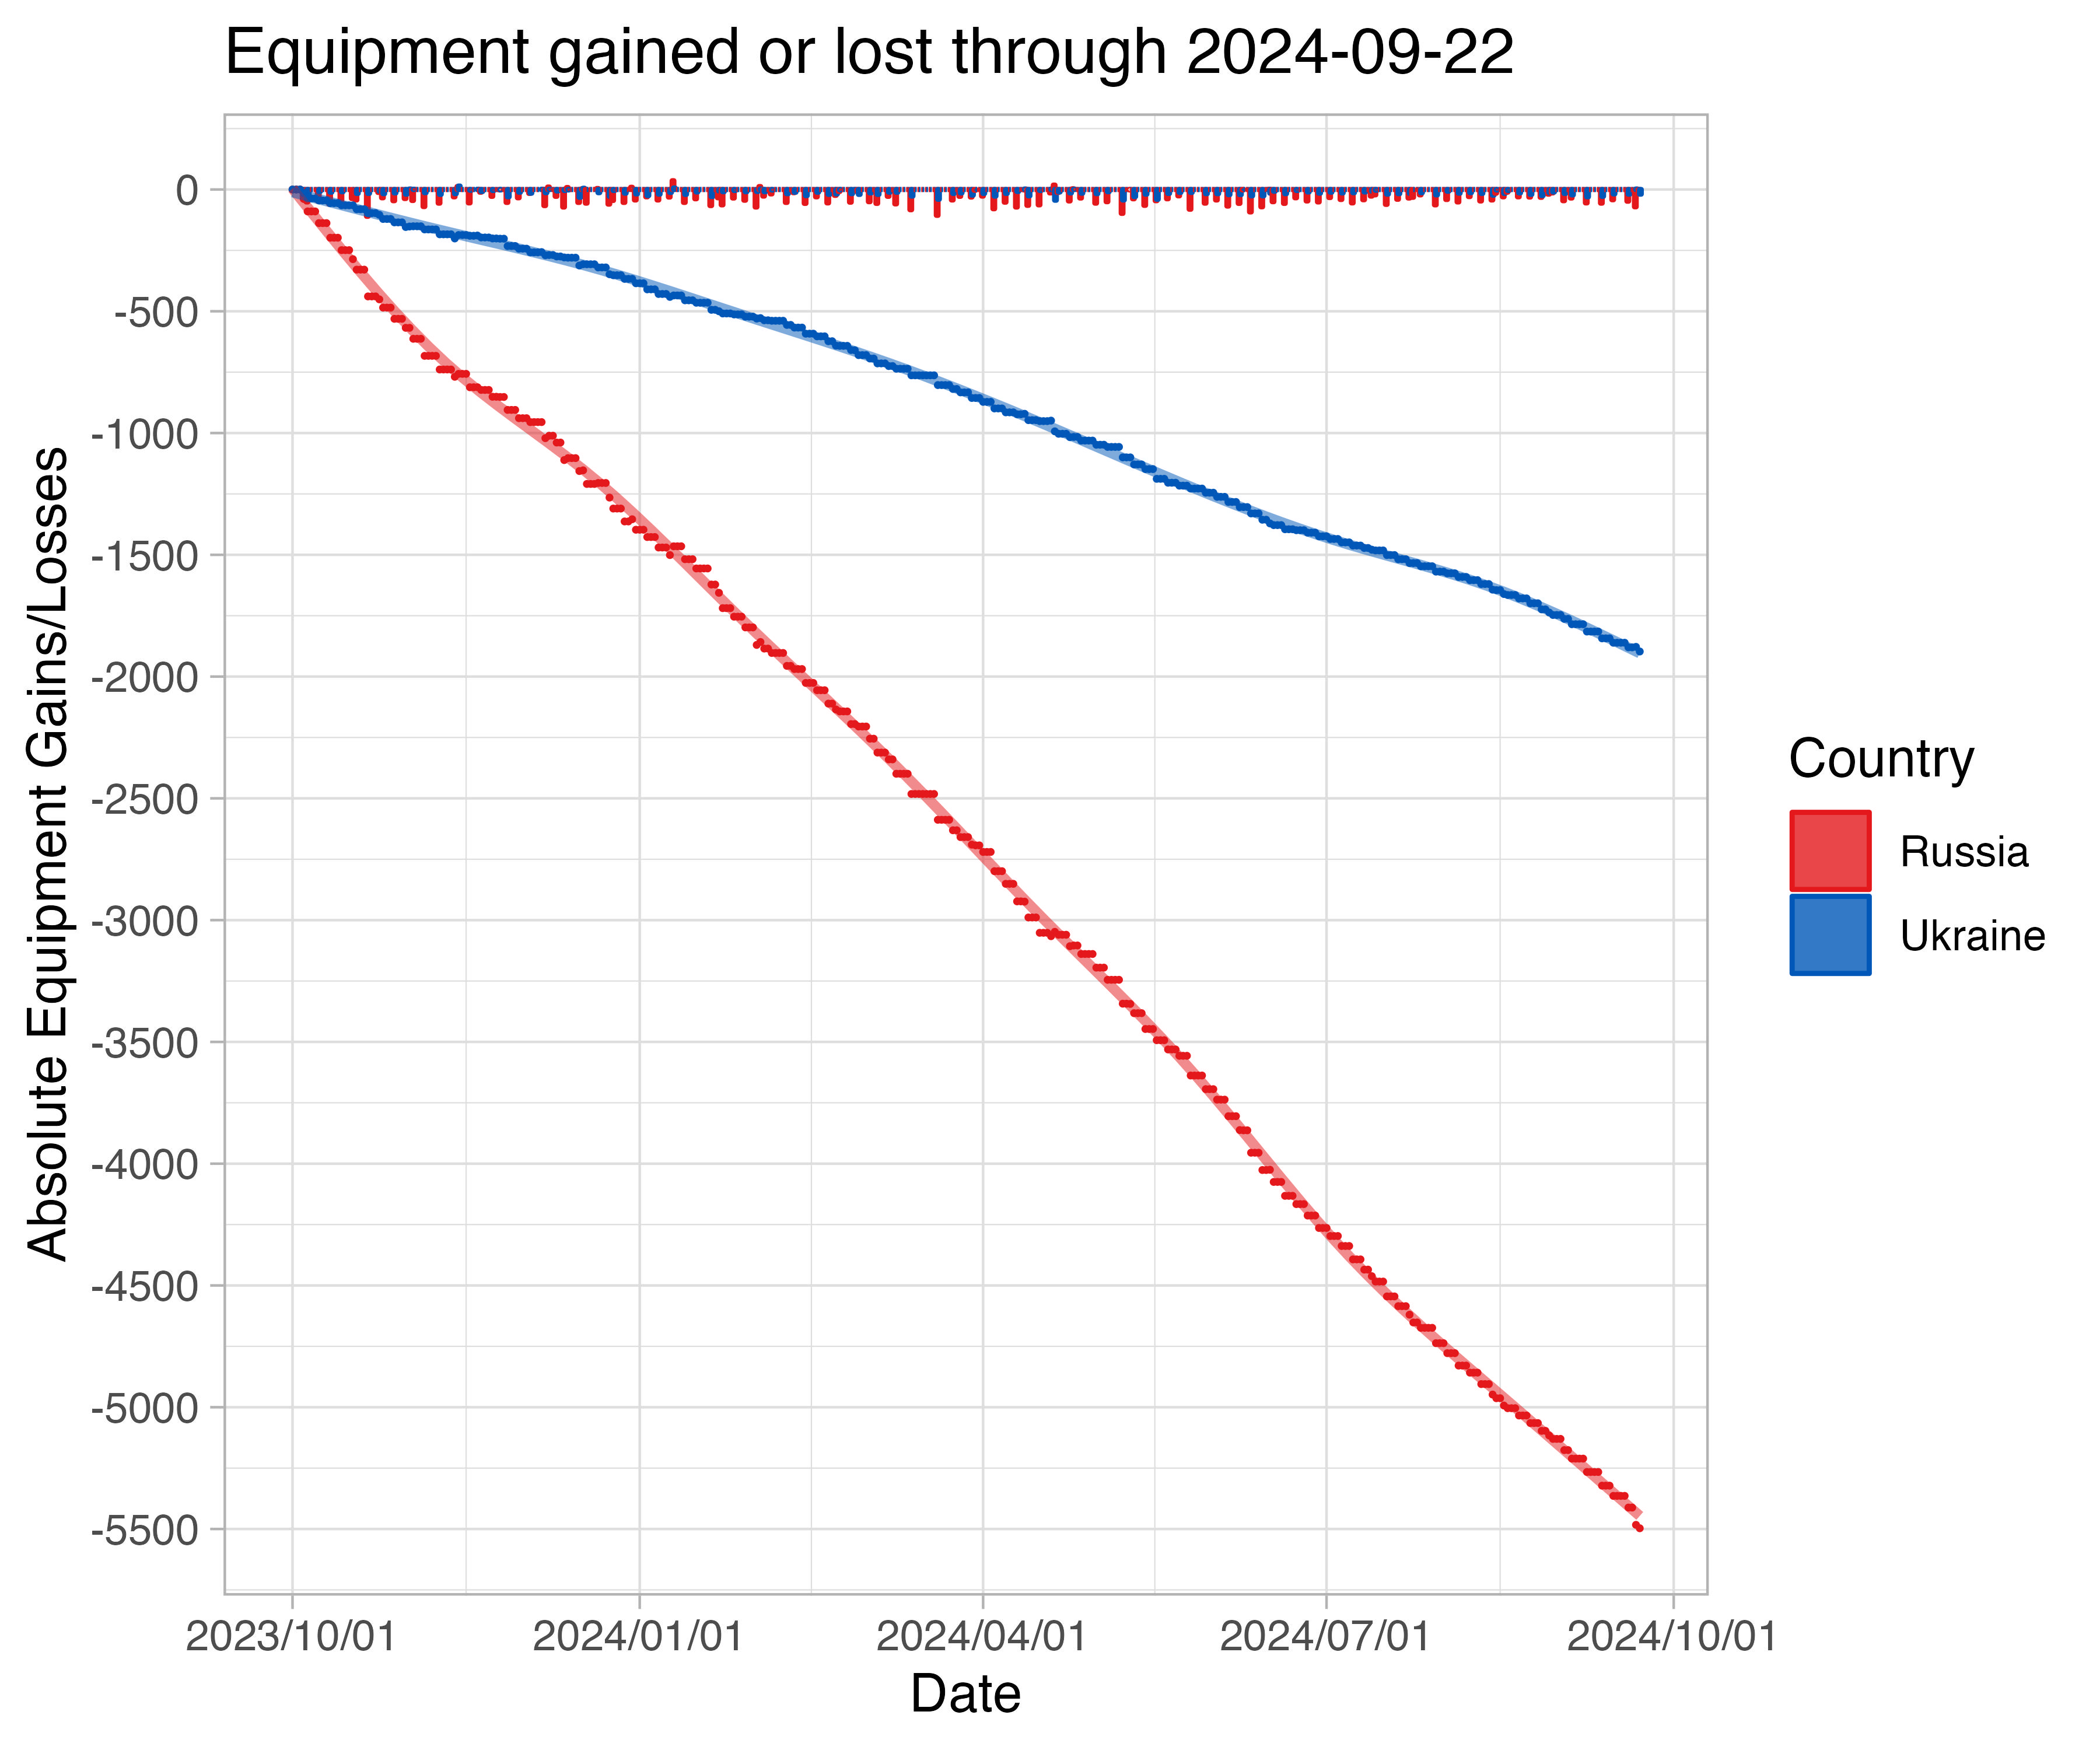 Equipment gained or lost through 2024-09-22
Absolute Equipment Gains/Losses
0
-500
-1000
-1500
-2000
-2500
-3000
-3500
-4000
-4500
-5000
-5500
2023/10/01
2024/01/01
2024/04/01
2024/07/01
2024/10/01
Date
Country
Russia
Ukraine